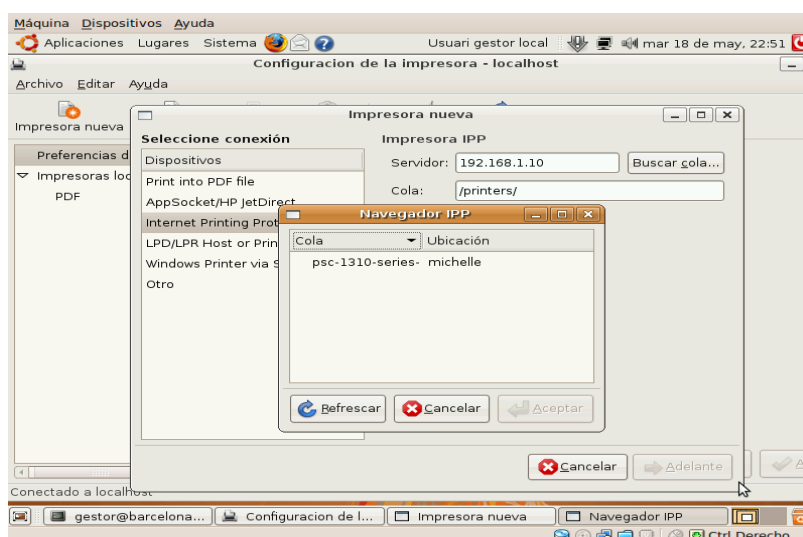 Máquina Dispositivos Ayuda
Aplicaciones Lugares Sistema Usuari gestor local mar 18 de may, 22:51
Configuracion de la impresora - localhost
Archivo Editar Ayuda
Impresora nueva
Impresora nueva
Seleccione conexión
Impresora IPP
Preferencias d
Dispositivos
Servidor: 192.168.1.10 Buscar cola...
Impresoras loc
Print into PDF file
Cola: /printers/
PDF
AppSocket/HP JetDirect
Internet Printing Prot
Navegador IPP
LPD/LPR Host or Prin
Cola Ubicación
Windows Printer via S
psc-1310-series- michelle
Otro
Refrescar Cancelar Aceptar
Cancelar Adelante
Conectado a localhost
gestor@barcelona... Configuracion de l... Impresora nueva Navegador IPP
Ctrl Derecho